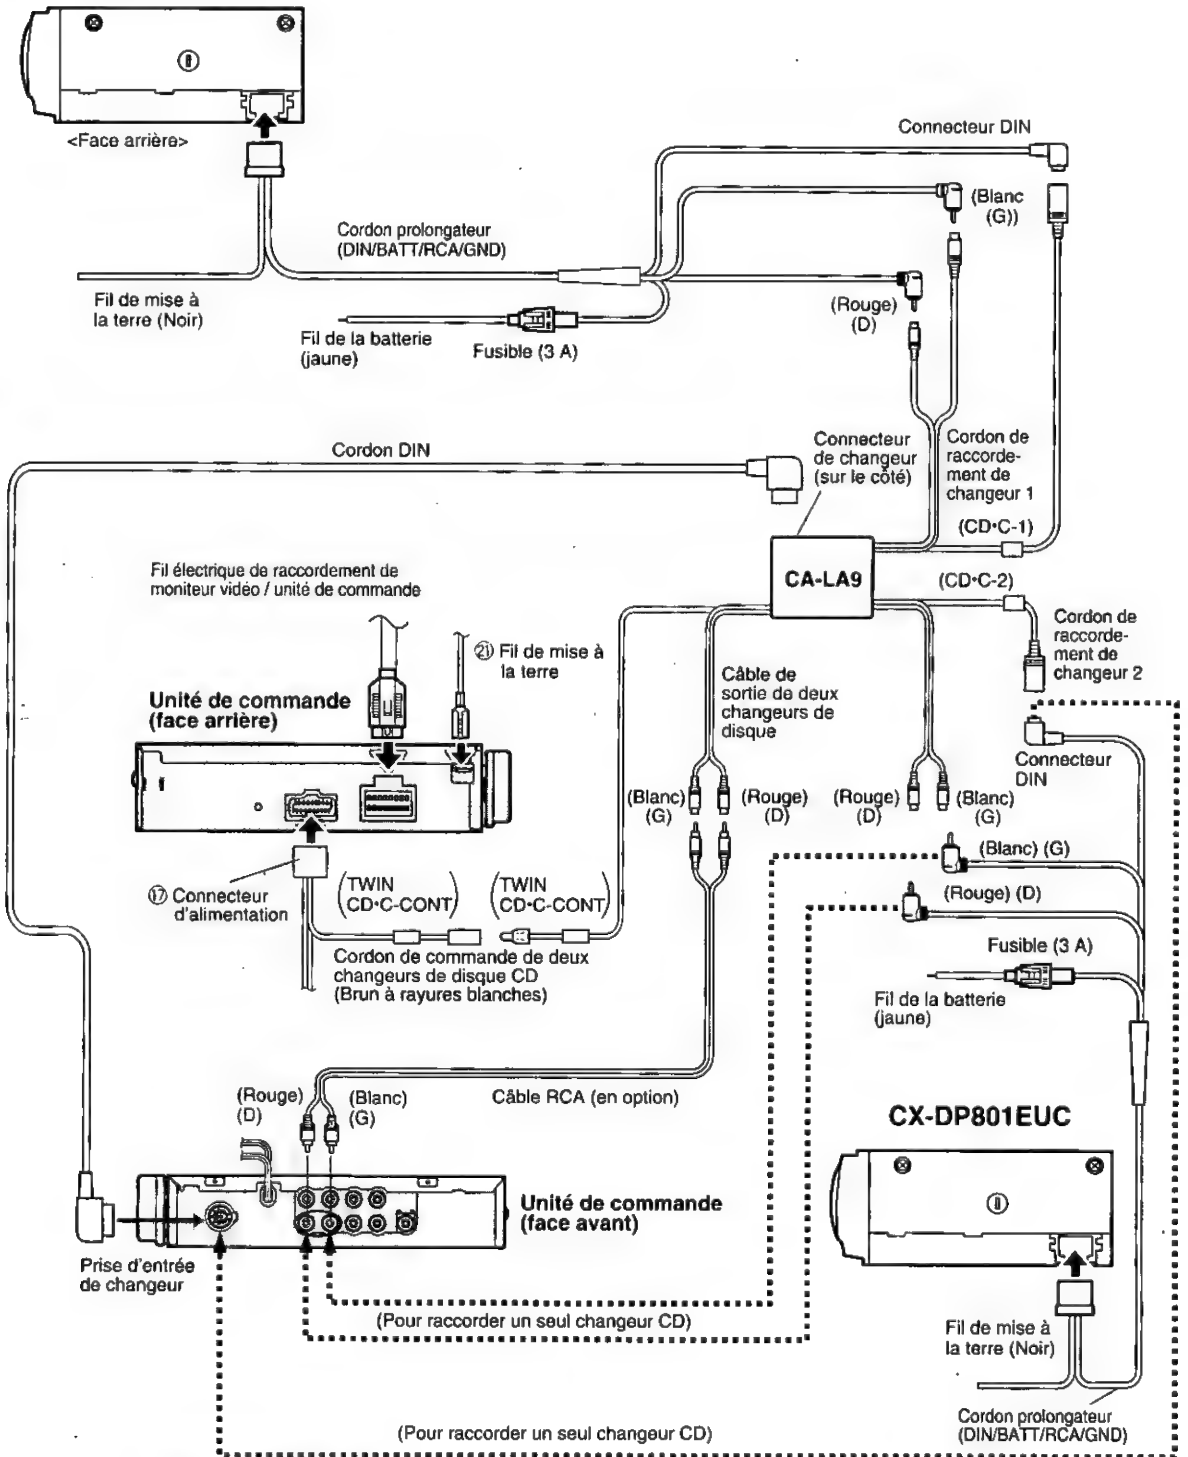 <Face arrière>
Connecteur DIN
(Blanc
(G))
Cordon prolongateur
(DIN/BATT/RCA/GND)
Fil de mise à
la terre (Noir)
(Rouge)
(D)
Fil de la batterie
(jaune)
Fusible (3 A)
Cordon DIN
Connecteur
de changeur
(sur le côté)
Cordon de
raccorde-
ment de
changeur 1
(CD•C-1)
CA-LA9
(CD•C-2)
Fil électrique de raccordement de
moniteur vidéo / unité de commande
㉑ Fil de mise à
la terre
Cordon de
raccorde-
ment de
changeur 2
Unité de commande
(face arrière)
Câble de
sortie de deux
changeurs de
disque
Connecteur
DIN
(Blanc)
(G)
(Rouge)
(D)
(Rouge)
(D)
(Blanc)
(G)
(Blanc) (G)
⑰ Connecteur
d'alimentation
(TWIN
CD•C-CONT)
(TWIN
CD•C-CONT)
(Rouge) (D)
Cordon de commande de deux
changeurs de disque CD
(Brun à rayures blanches)
Fusible (3 A)
Fil de la batterie
(jaune)
(Rouge)
(D)
(Blanc)
(G)
Câble RCA (en option)
CX-DP801EUC
Unité de commande
(face avant)
Prise d'entrée
de changeur
(Pour raccorder un seul changeur CD)
Fil de mise à
la terre (Noir)
Cordon prolongateur
(DIN/BATT/RCA/GND)
(Pour raccorder un seul changeur CD)